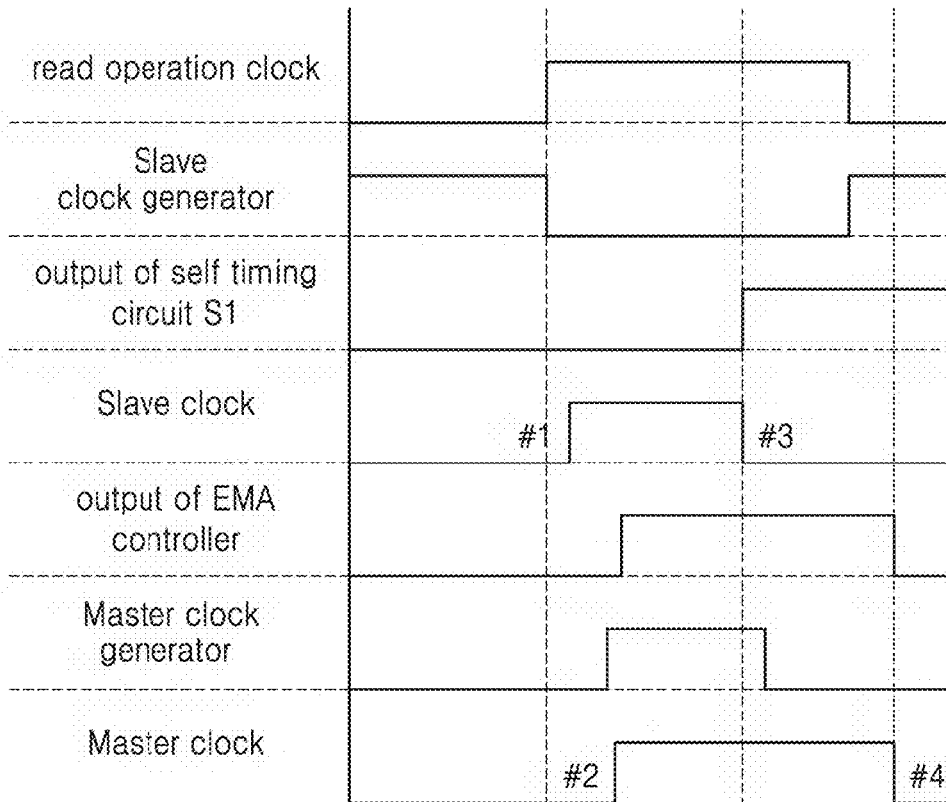 read operation clock
Slave
clock generator
output of self timing
circuit S1
Slave clock
#1
#3
output of EMA
controller
Master clock
generator
Master clock
#2
#4